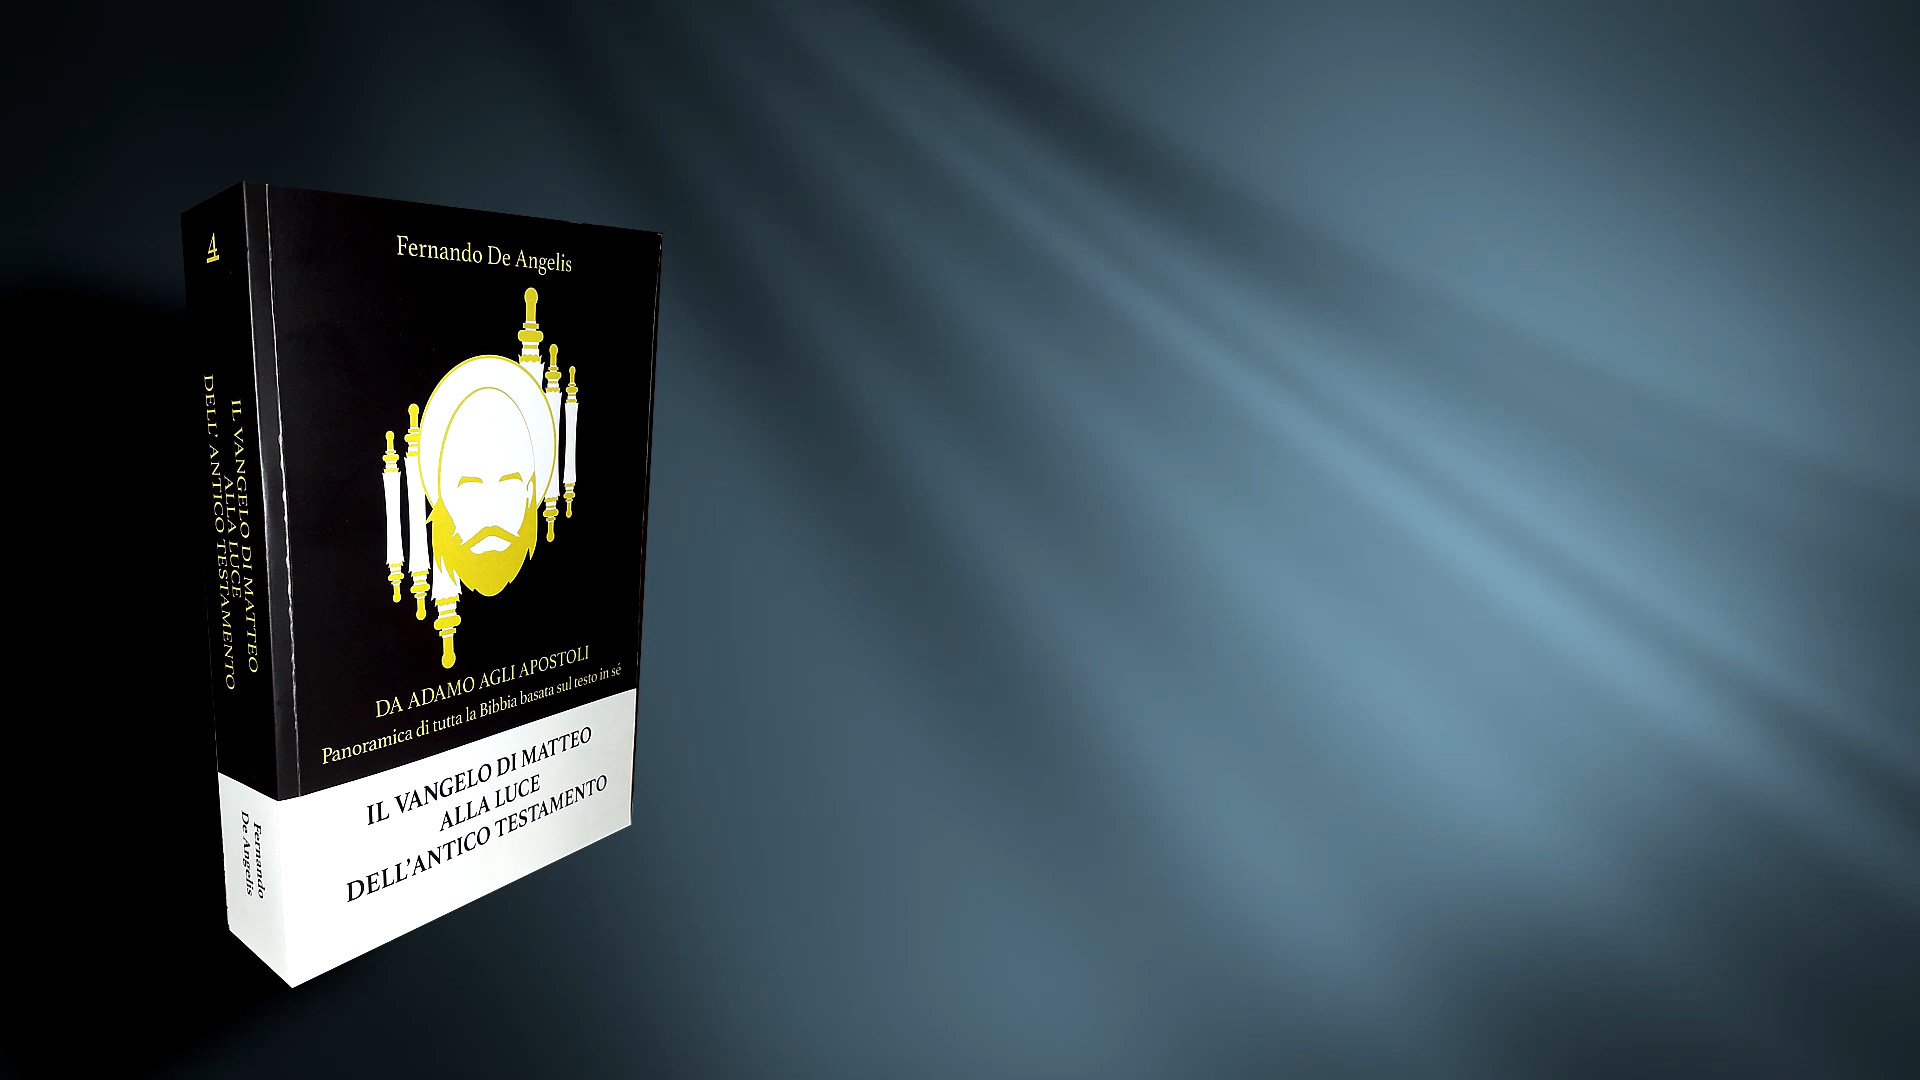 4
IL VANGELO DI MATTEO
ALLA LUCE
DELL'ANTICO TESTAMENTO
Fernando
De Angelis
Fernando De Angelis
DA ADAMO AGLI APOSTOLI
Panoramica di tutta la Bibbia basata sul testo in sé
IL VANGELO DI MATTEO
ALLA LUCE
DELL'ANTICO TESTAMENTO